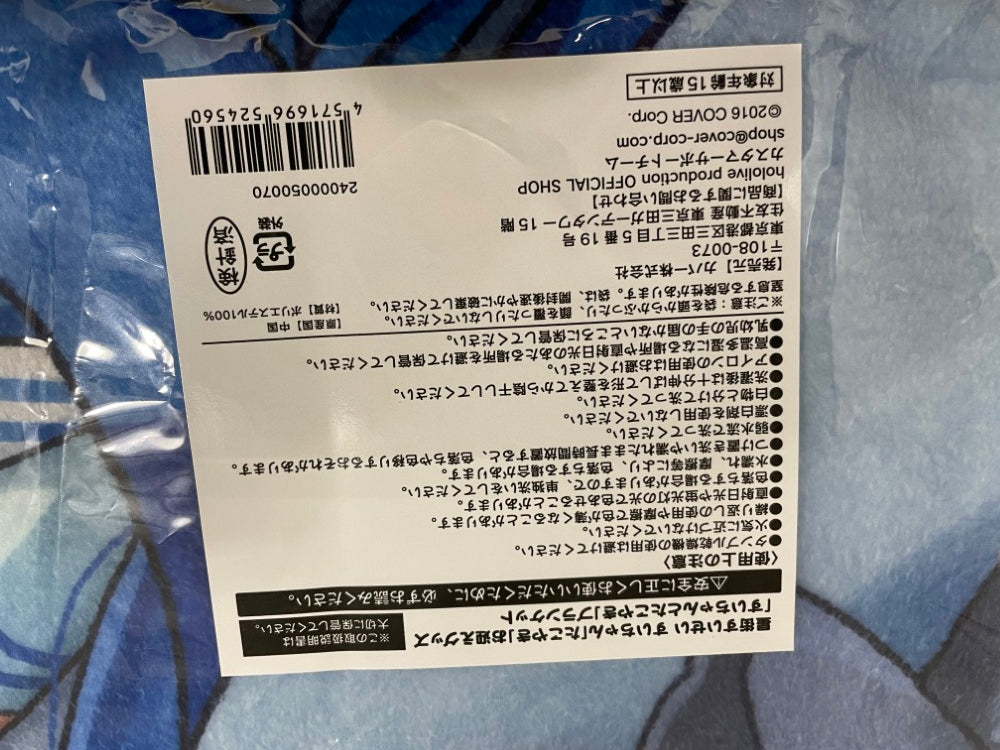 星街すいせい すいちゃん「たこやき」お迎えグッズ
「すいちゃんとたこやき」ブランケット
※この取扱説明書は
大切に保管してください。
⚠安全に正しくお使いいただくために、必ずお読みください。
〈使用上の注意〉
●タンブル乾燥機の使用は避けてください。
●火気に近づけないでください。
●繰り返しの使用や摩擦で色が薄くなることがあります。
●直射日光や蛍光灯の光で色あせることがあります。
●色落ちする場合がありますので、単独洗いをしてください。
●水濡れ、摩擦等により、色落ちする場合があります。
●つけ置き洗いや濡れたまま長時間放置すると、色落ちや色移りするおそれがあります。
●弱水流で洗ってください。
●漂白剤を使用しないでください。
●白物と分けて洗ってください。
●洗濯後は十分伸ばして形を整えてから陰干ししてください。
●アイロンの使用はお避けください。
●高温多湿になる場所や直射日光のあたる場所を避けて保管してください。
●乳幼児の手の届かないところに保管してください。
※ご注意：袋を頭からかぶったり、顔を覆ったりしないでください。
窒息する危険性があります。袋は、開封後速やかに破棄してください。
【発売元】カバー株式会社
〒108-0073
東京都港区三田三丁目5番19号
住友不動産 東京三田ガーデンタワー 15階
【商品に関するお問い合わせ】
hololive production OFFICIAL SHOP
カスタマーサポートチーム
shop@cover-corp.com
©2016 COVER Corp.
対象年齢15歳以上
【原産国】中国
【材質】ポリエステル100%
プラ
外装
検針済
24000050070
4 571696 524560